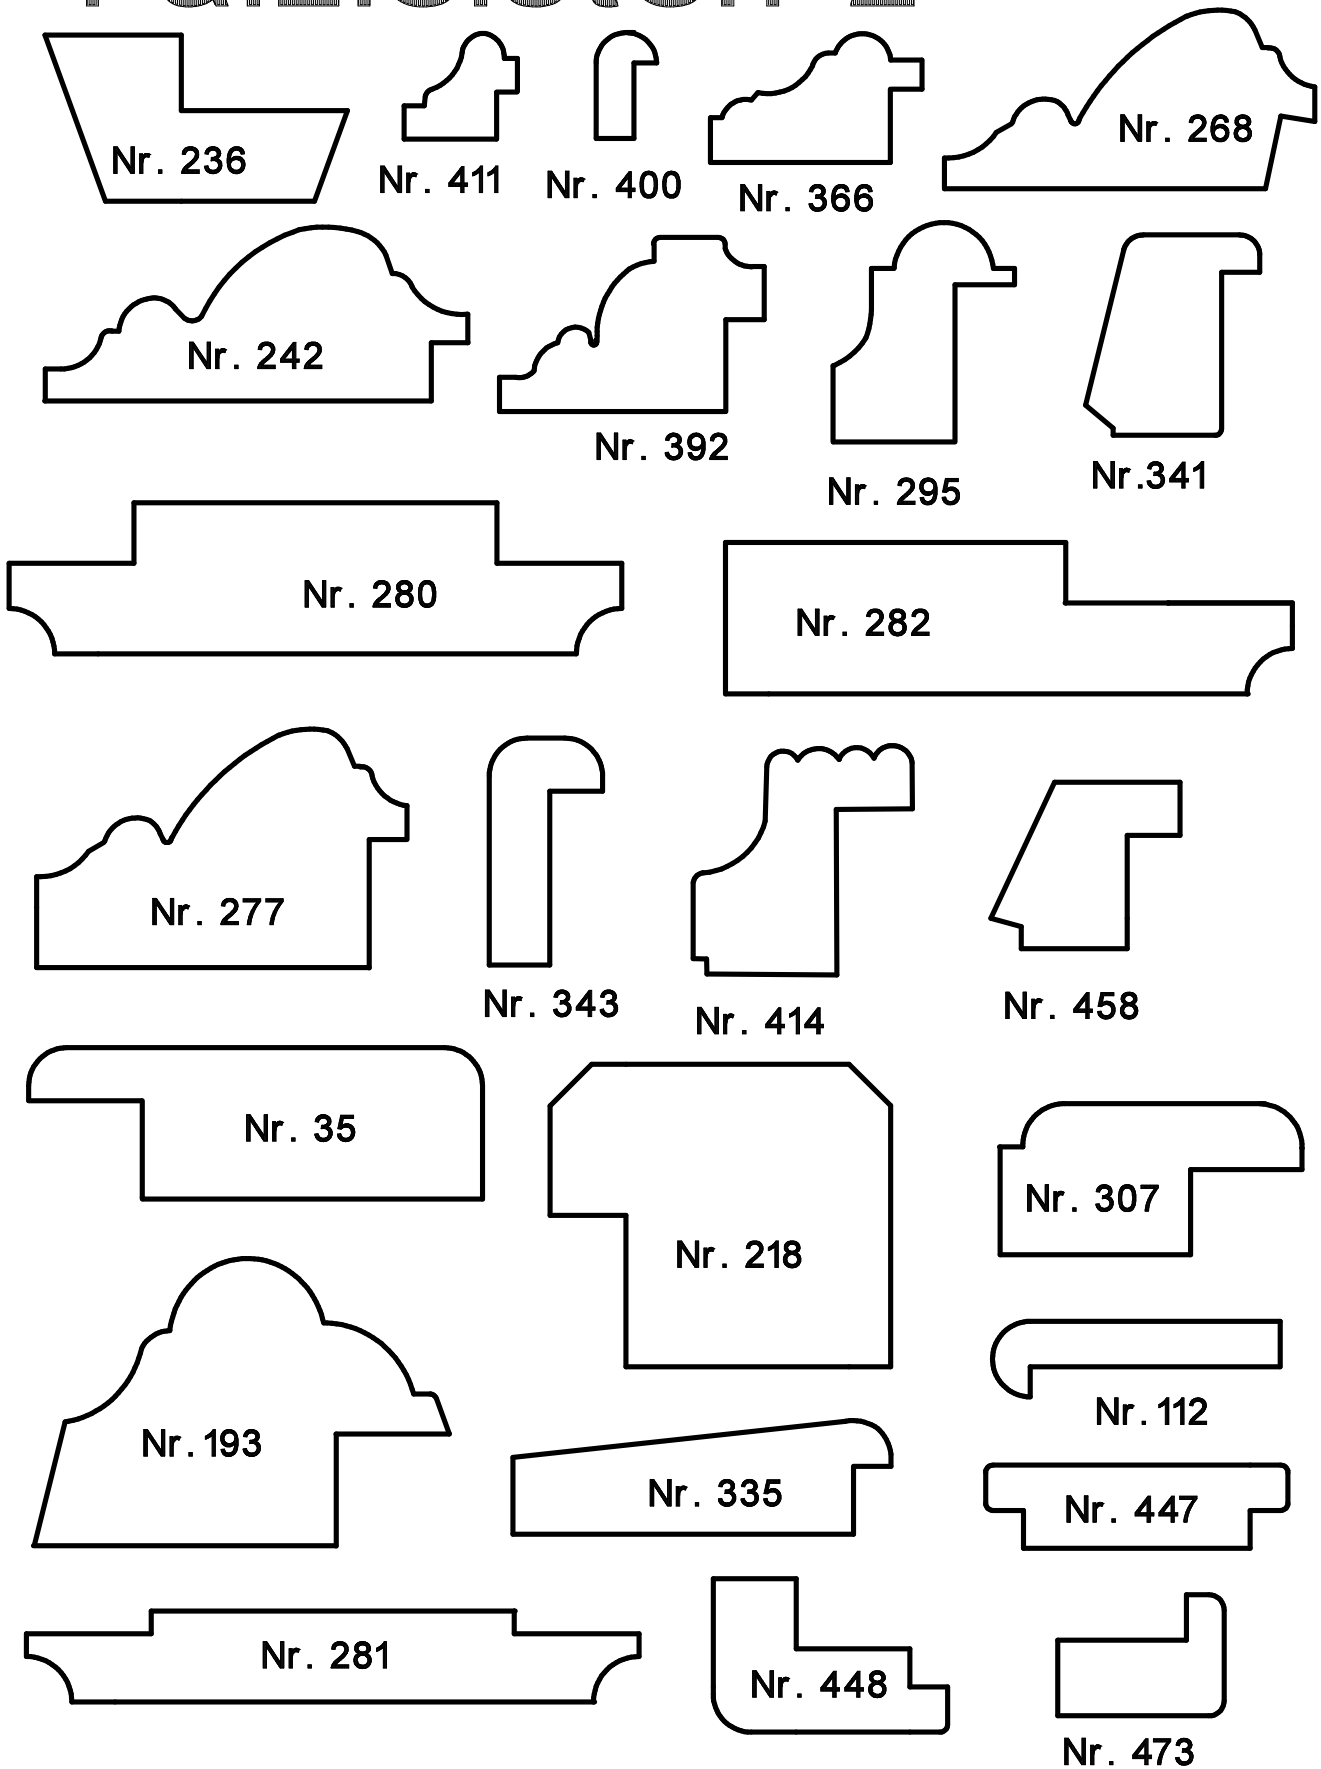 Nr. 236
Nr. 411
Nr. 400
Nr. 366
Nr. 268
Nr. 242
Nr. 392
Nr. 295
Nr.341
Nr. 280
Nr. 282
Nr. 277
Nr. 343
Nr. 414
Nr. 458
Nr. 35
Nr. 218
Nr. 307
Nr. 193
Nr. 112
Nr. 335
Nr. 447
Nr. 281
Nr. 448
Nr. 473